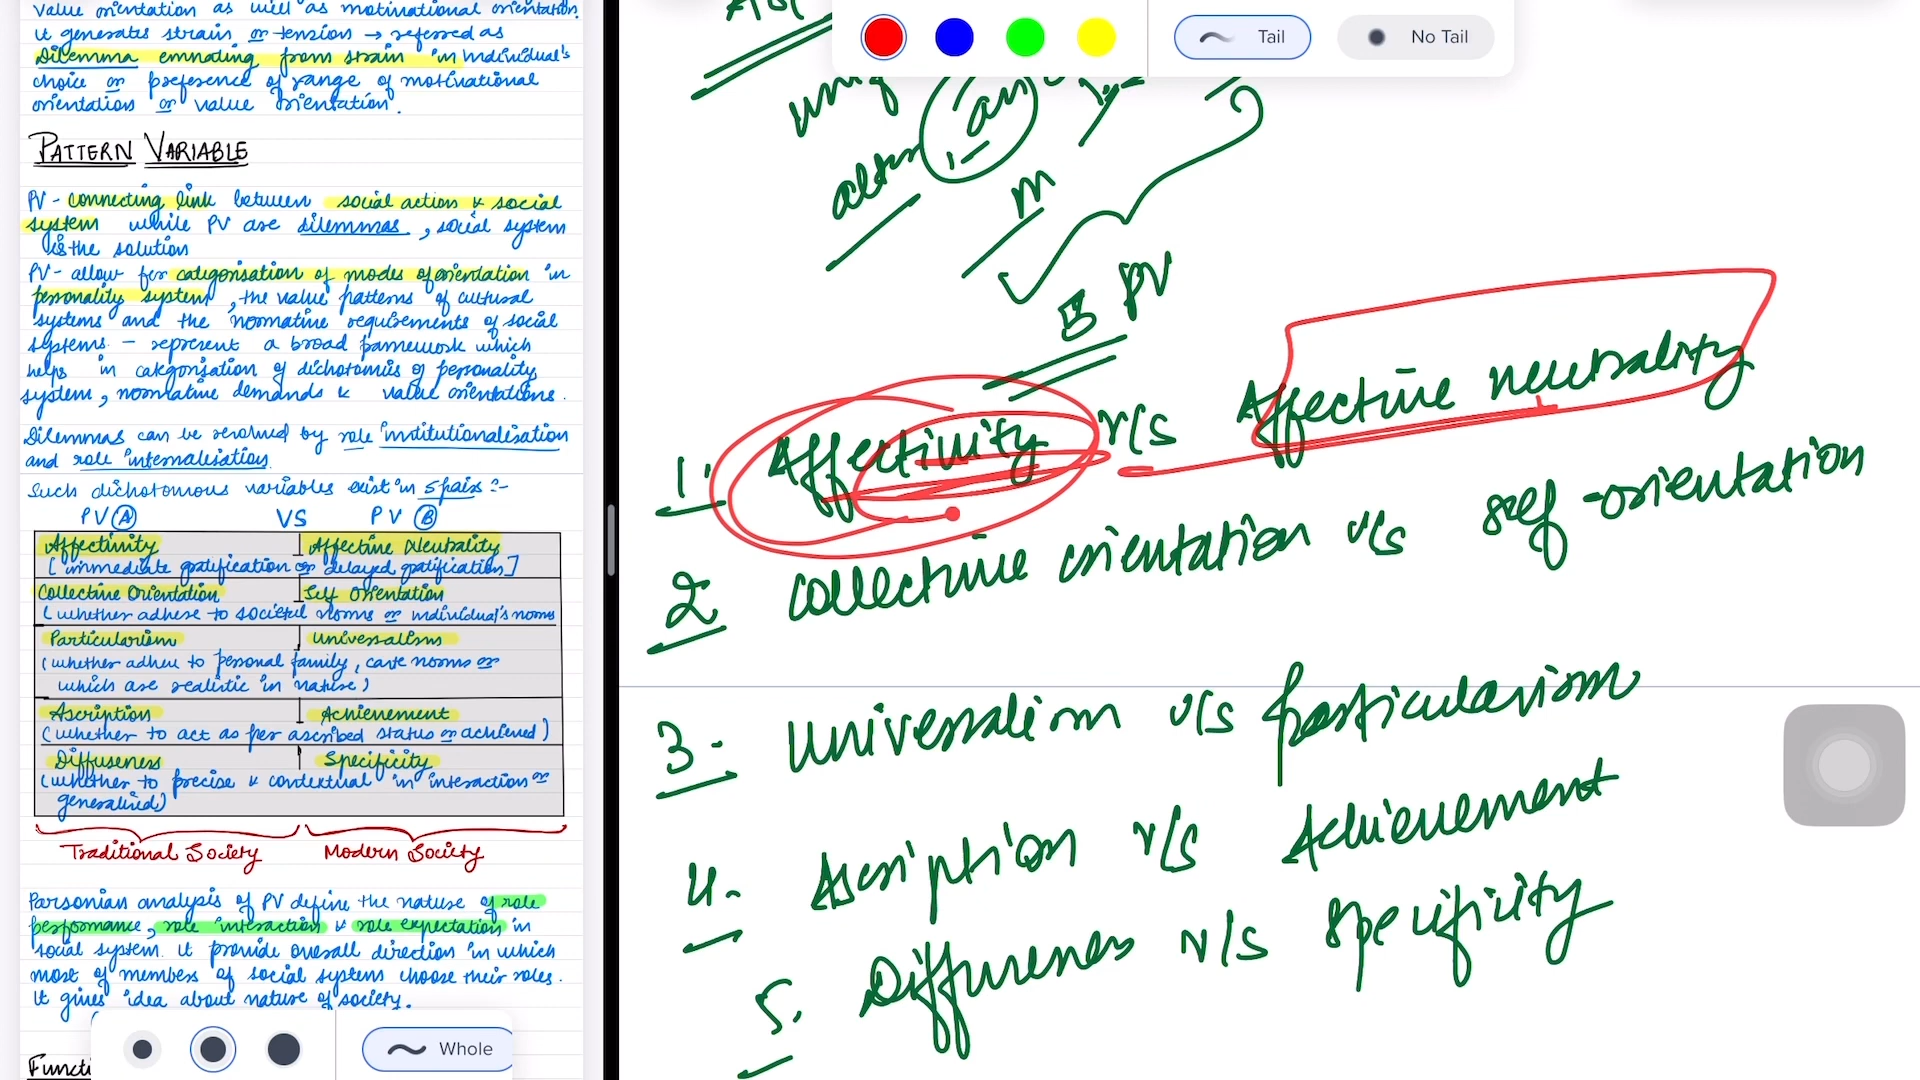 value orientation as well as motivational orientation
it generates strain or tension → referred as
Dilemma emnating from strain in individual's
choice or preference of range of motivational
orientation or value orientation.
PATTERN VARIABLE
PV - connecting link between social action & social
system while PV are dilemmas, social system
is the solution
PV - allow for categorisation of modes of orientation in
personality system, the value patterns of cultural
systems and the normative requirements of social
systems - represent a broad framework which
helps in categorisation of dichotomies of personality
system, normative demands & value orientations.
Dilemmas can be resolved by role institutionalisation
and role internalisation.
Such dichotomous variables exist in 5 pairs :-
PV A VS PV B
Affectivity | Affective Neutrality
[immediate gratification or delayed gratification]
Collective Orientation | Self Orientation
(whether adhere to societal norms or individual's norms
Particularism | Universalism
(whether adhere to personal family, caste norms or
which are realistic in nature)
Ascription | Achievement
(whether to act as per ascribed status or achieved)
Diffuseness | Specificity
(whether to precise & contextual in interaction or
generalised)
Traditional Society Modern Society
Parsonian analysis of PV define the nature of role
performance, role interaction & role expectation in
social system. it provide overall direction in which
most of members of social system choose their roles.
it gives idea about nature of society.
Functi
Whole
Tail No Tail
m
5 PV
1. Affectivity v/s Affective neutrality
2 collective orientation v/s self-orientation
3. Universalism v/s particularism
4. Ascription v/s Achievement
5. Diffuseness v/s specificity